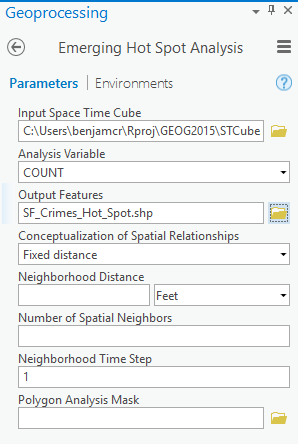 Geoprocessing
Emerging Hot Spot Analysis
Parameters Environments
Input Space Time Cube
C:\Users\benjamcr\Rproj\GEOG2015\STCube
Analysis Variable
COUNT
Output Features
SF_Crimes_Hot_Spot.shp
Conceptualization of Spatial Relationships
Fixed distance
Neighborhood Distance
Feet
Number of Spatial Neighbors
Neighborhood Time Step
1
Polygon Analysis Mask